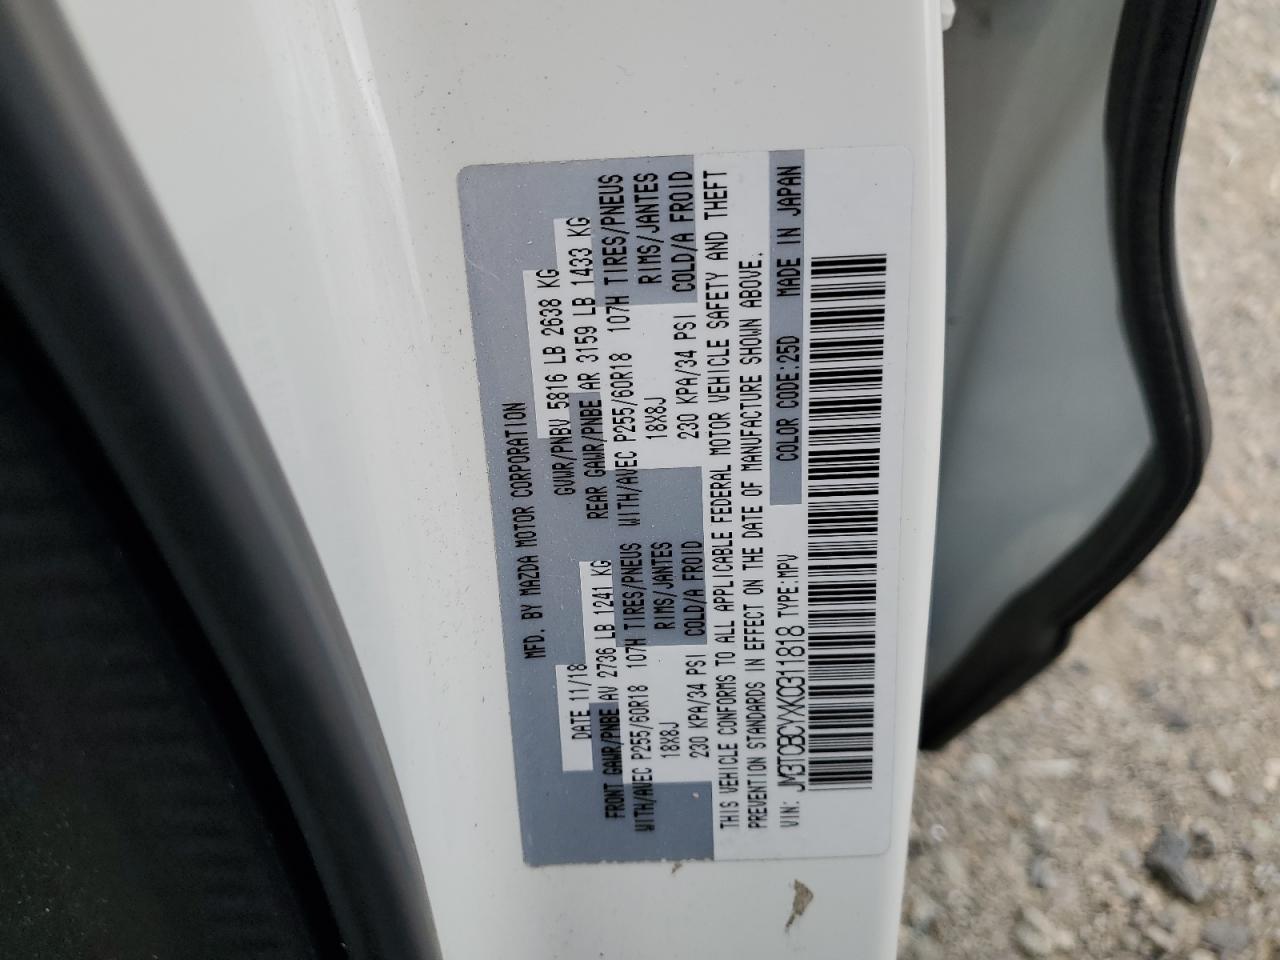 MFD. BY MAZDA MOTOR CORPORATION
DATE 11/18 GVWR/PNBV 5816 LB 2638 KG
FRONT GAWR/PNBE AV 2736 LB 1241 KG REAR GAWR/PNBE AR 3159 LB 1433 KG
WITH/AVEC P255/60R18 107H TIRES/PNEUS WITH/AVEC P255/60R18 107H TIRES/PNEUS
18X8J RIMS/JANTES 18X8J RIMS/JANTES
230 KPA/34 PSI COLD/A FROID 230 KPA/34 PSI COLD/A FROID
THIS VEHICLE CONFORMS TO ALL APPLICABLE FEDERAL MOTOR VEHICLE SAFETY AND THEFT
PREVENTION STANDARDS IN EFFECT ON THE DATE OF MANUFACTURE SHOWN ABOVE.
VIN: JM3TCBCYXK0311818 TYPE:MPV COLOR CODE:25D MADE IN JAPAN